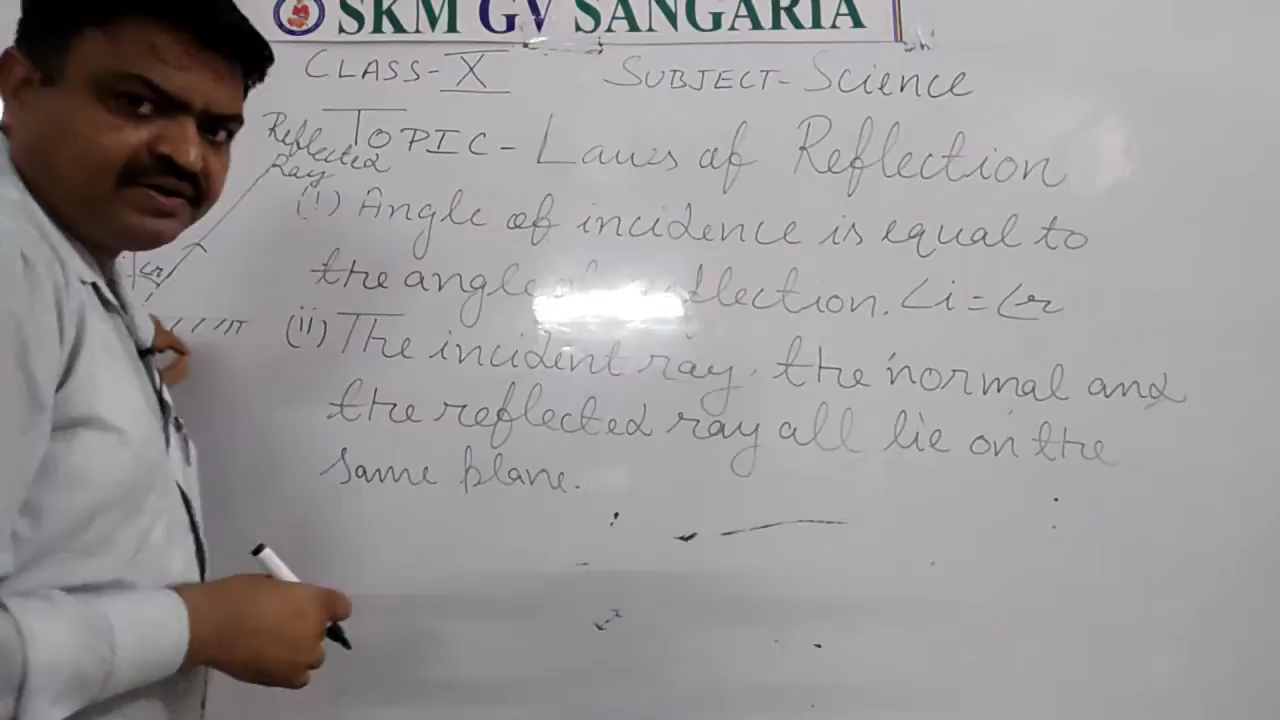 SKM GV SANGARIA
CLASS-X SUBJECT-Science
TOPIC - Laws of Reflection
Reflected
Ray
(i) Angle of incidence is equal to
the angle of reflection. ∠i = ∠r
∠r
(ii) The incident ray, the normal and
the reflected ray all lie on the
same plane.